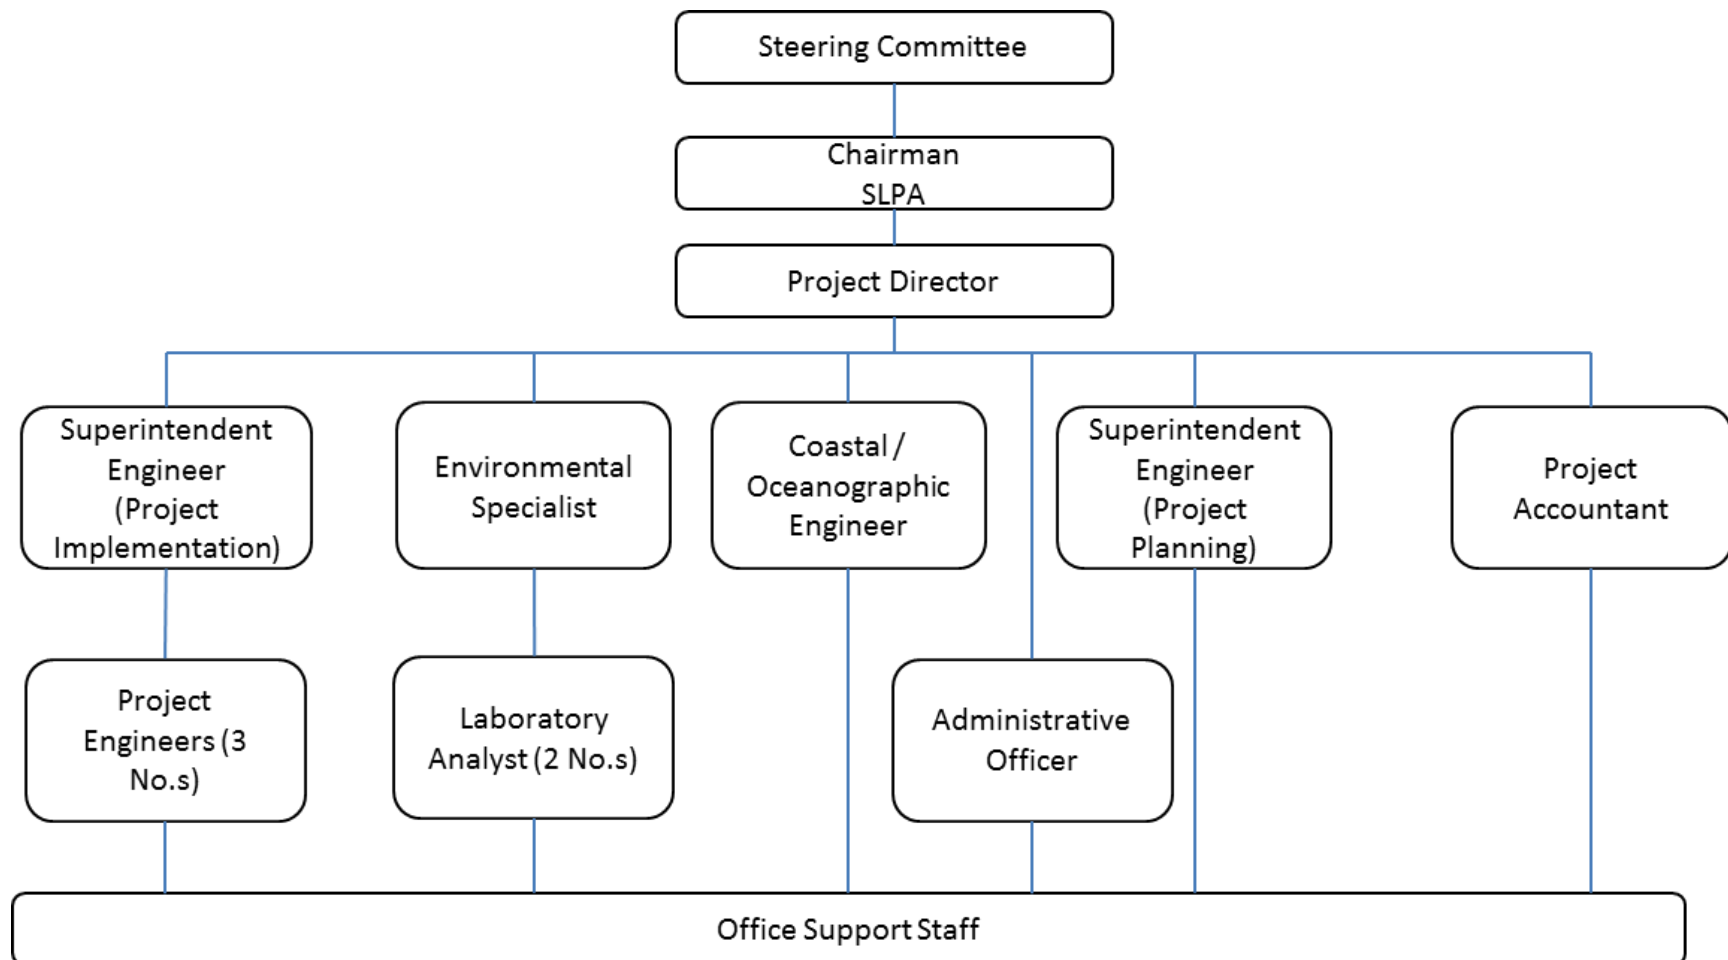 Steering Committee
Chairman
SLPA
Project Director
Superintendent
Engineer
(Project
Implementation)
Environmental
Specialist
Coastal /
Oceanographic
Engineer
Superintendent
Engineer
(Project
Planning)
Project
Accountant
Project
Engineers (3
No.s)
Laboratory
Analyst (2 No.s)
Administrative
Officer
Office Support Staff